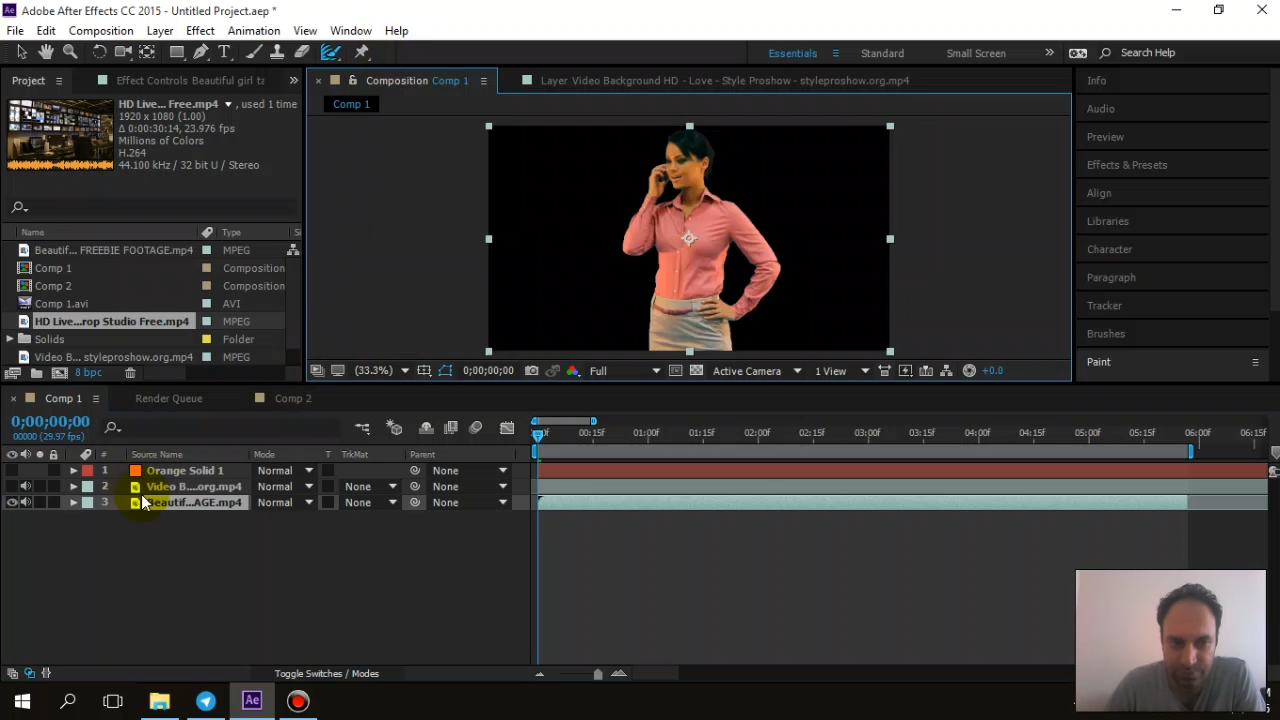 Adobe After Effects CC 2015 - Untitled Project.aep *
File Edit Composition Layer Effect Animation View Window Help
Essentials Standard Small Screen Search Help
Project Effect Controls Beautiful girl ta
Composition Comp 1
Layer Video Background HD - Love - Style Proshow - styleproshow.org.mp4
Info
HD Live... Free.mp4 , used 1 time
1920 x 1080 (1.00)
Δ 0:00:30:14, 23.976 fps
Millions of Colors
H.264
44.100 kHz / 32 bit U / Stereo
Comp 1
Audio
Preview
Effects & Presets
Align
Libraries
Character
Paragraph
Tracker
Brushes
Paint
Name Type Si
Beautif... FREEBIE FOOTAGE.mp4 MPEG
Comp 1 Composition
Comp 2 Composition
Comp 1.avi AVI
HD Live...rop Studio Free.mp4 MPEG
Solids Folder
Video B... styleproshow.org.mp4 MPEG
8 bpc
(33.3%) 0;00;00;00 Full Active Camera 1 View +0.0
Comp 1 Render Queue Comp 2
0;00;00;00
00000 (29.97 fps)
# Source Name Mode T TrkMat Parent
00:15f 01:00f 01:15f 02:00f 02:15f 03:00f 03:15f 04:00f 04:15f 05:00f 05:15f 06:00f 06:15f
1 Orange Solid 1 Normal None
2 Video B....org.mp4 Normal None None
3 Beautif...AGE.mp4 Normal None None
Toggle Switches / Modes
Ae